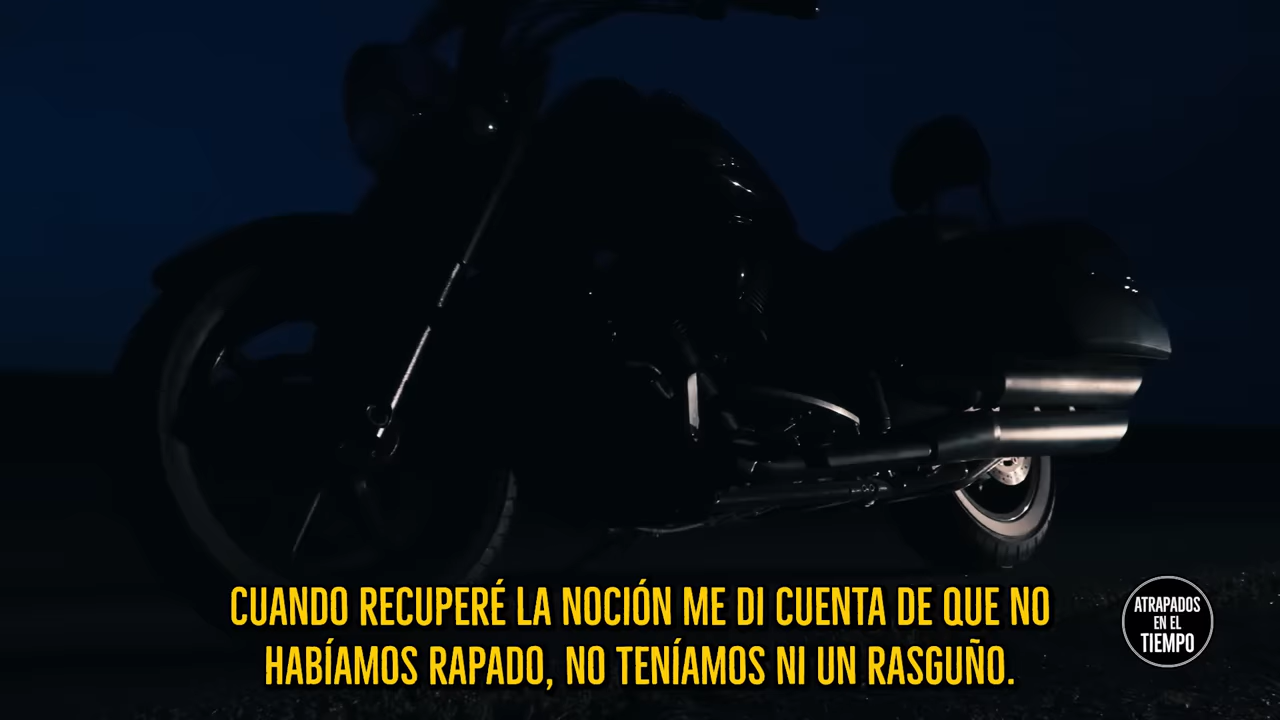 CUANDO RECUPERÉ LA NOCIÓN ME DI CUENTA DE QUE NO
HABÍAMOS RAPADO, NO TENÍAMOS NI UN RASGUÑO.
ATRAPADOS
EN EL
TIEMPO